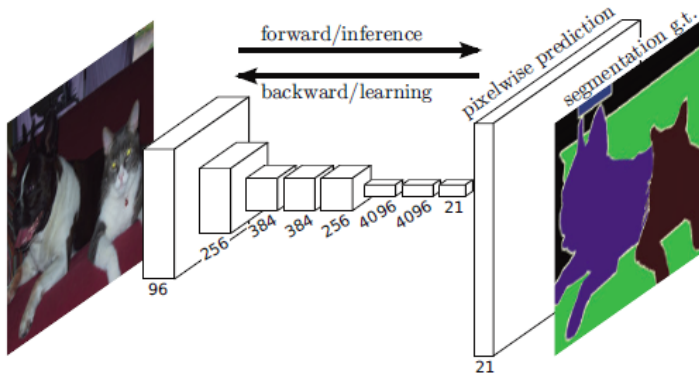 forward/inference
backward/learning
pixelwise prediction
segmentation g.t.
96
256
384
384
256
4096
4096
21
21